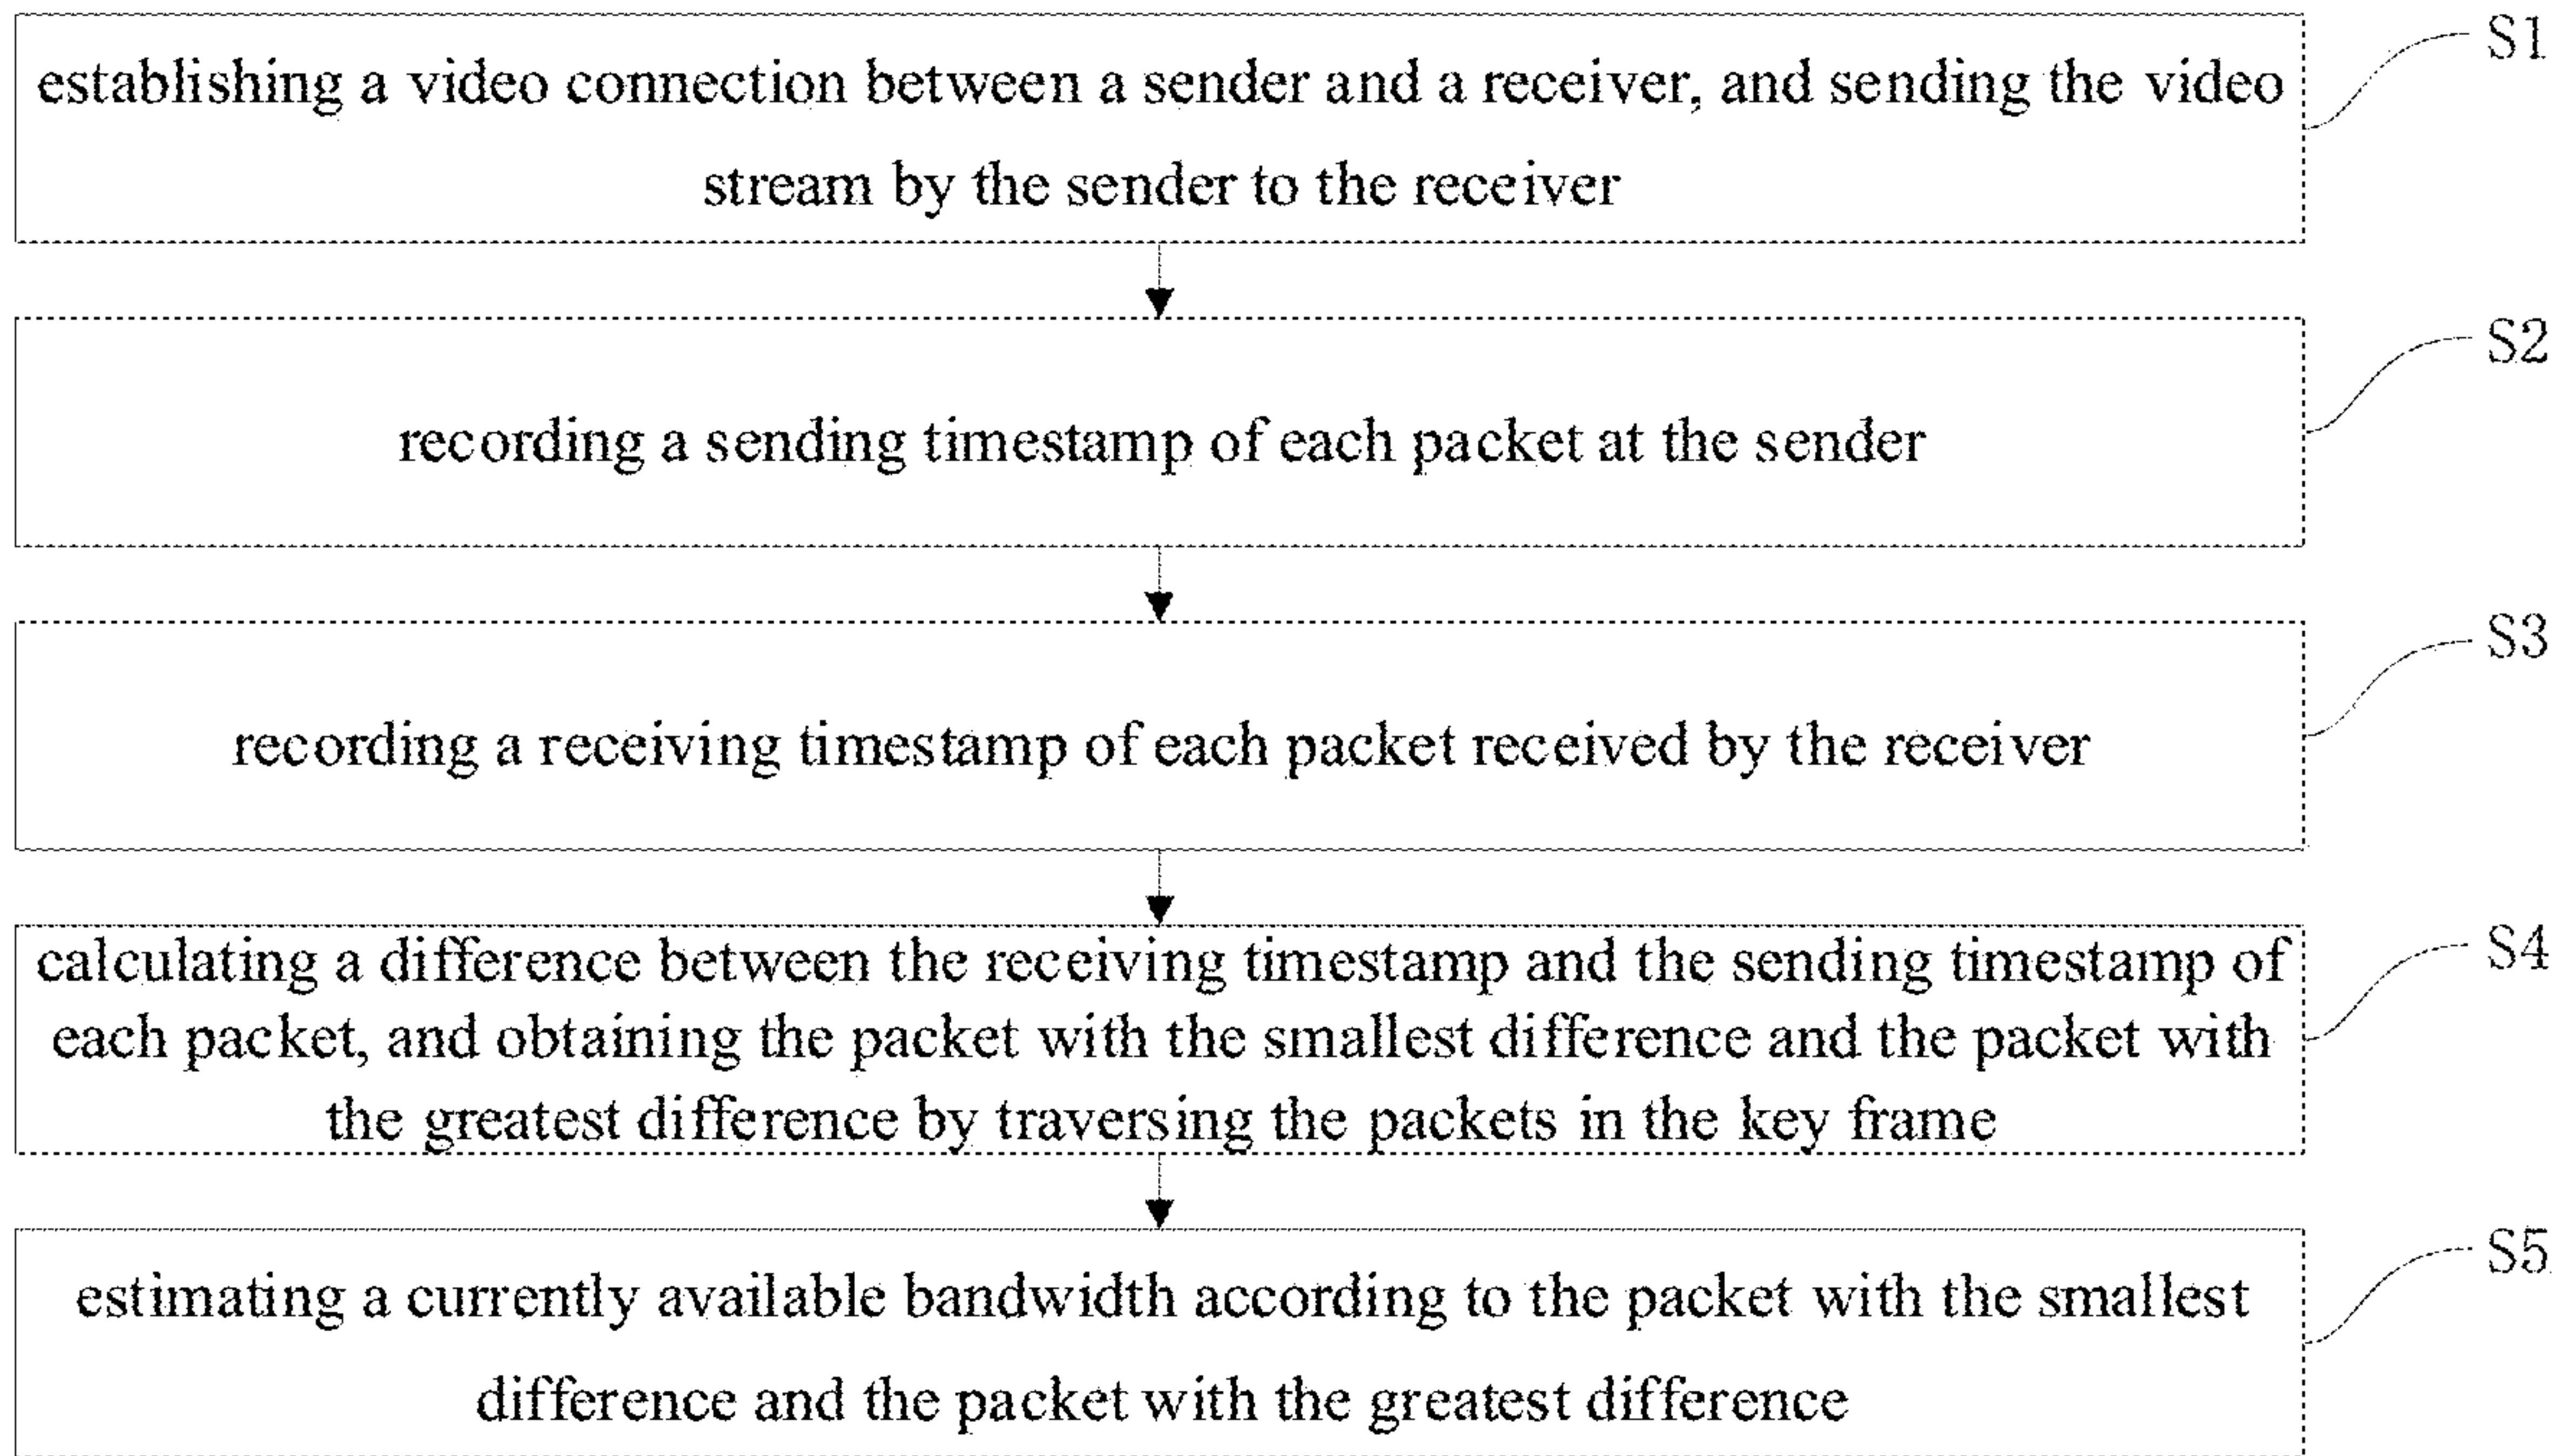 establishing a video connection between a sender and a receiver, and sending the video
stream by the sender to the receiver
S1
recording a sending timestamp of each packet at the sender
S2
recording a receiving timestamp of each packet received by the receiver
S3
calculating a difference between the receiving timestamp and the sending timestamp of
each packet, and obtaining the packet with the smallest difference and the packet with
the greatest difference by traversing the packets in the key frame
S4
estimating a currently available bandwidth according to the packet with the smallest
difference and the packet with the greatest difference
S5